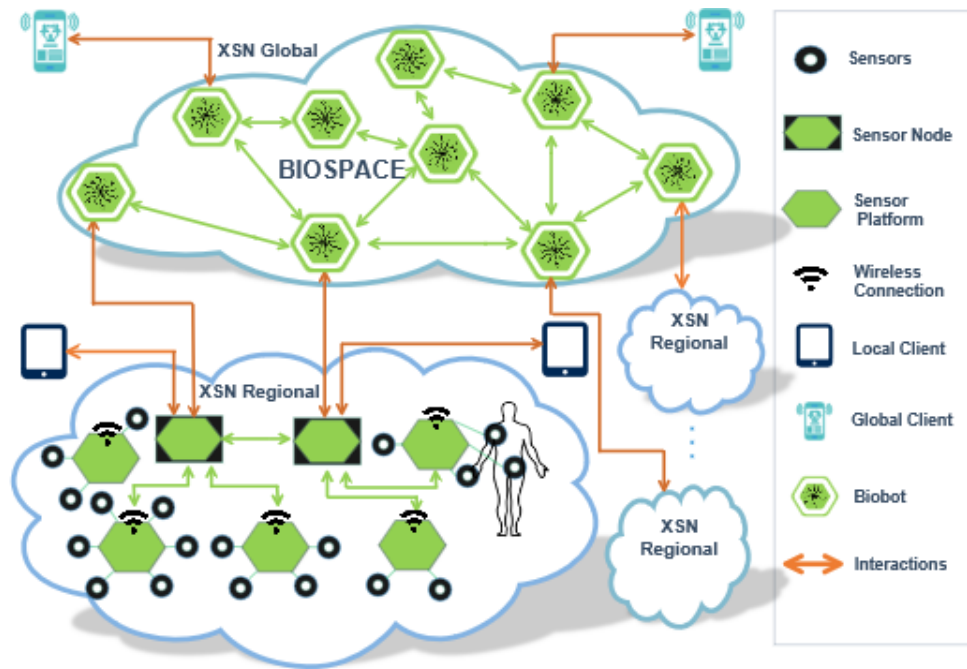 XSN Global
BIOSPACE
XSN Regional
XSN
Regional
XSN
Regional
Sensors
Sensor Node
Sensor
Platform
Wireless
Connection
Local Client
Global Client
Biobot
Interactions